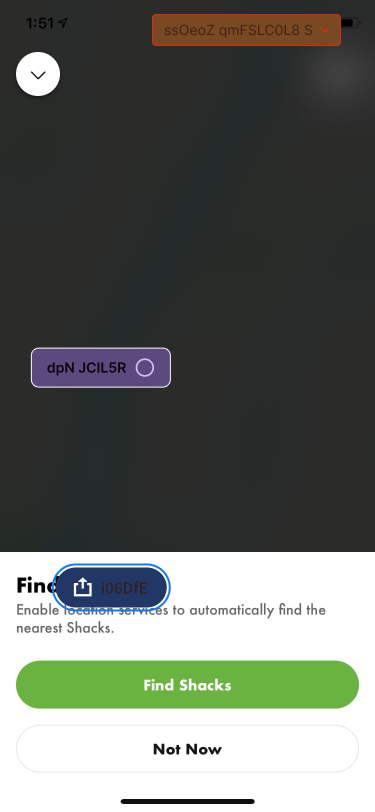 1:51
ssOeoZ qmFSLC0L8 S
dpN JCIL5R
Find
i06DfE
Enable location services to automatically find the
nearest Shacks.
Find Shacks
Not Now